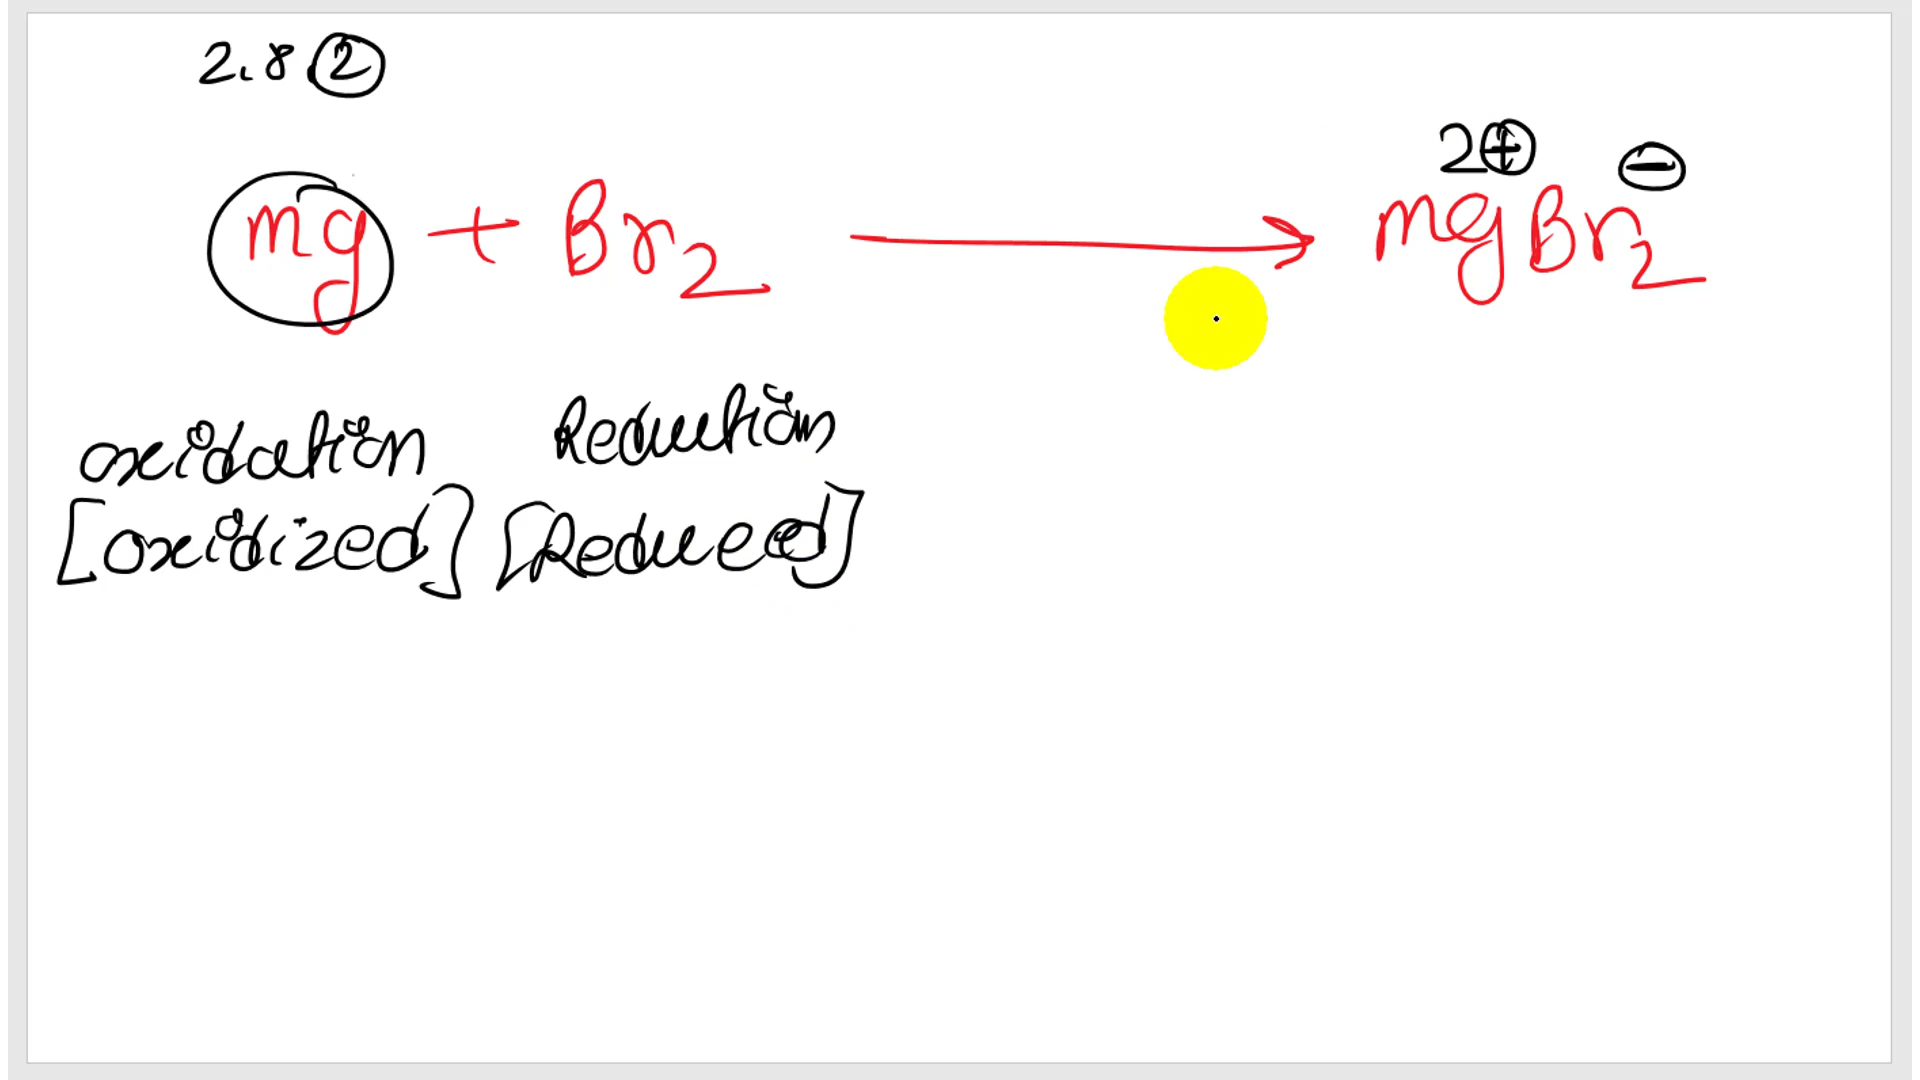 2.8.2
2+ −
mg + Br2 → mgBr2
oxidation Reduction
[oxidized] [Reduced]